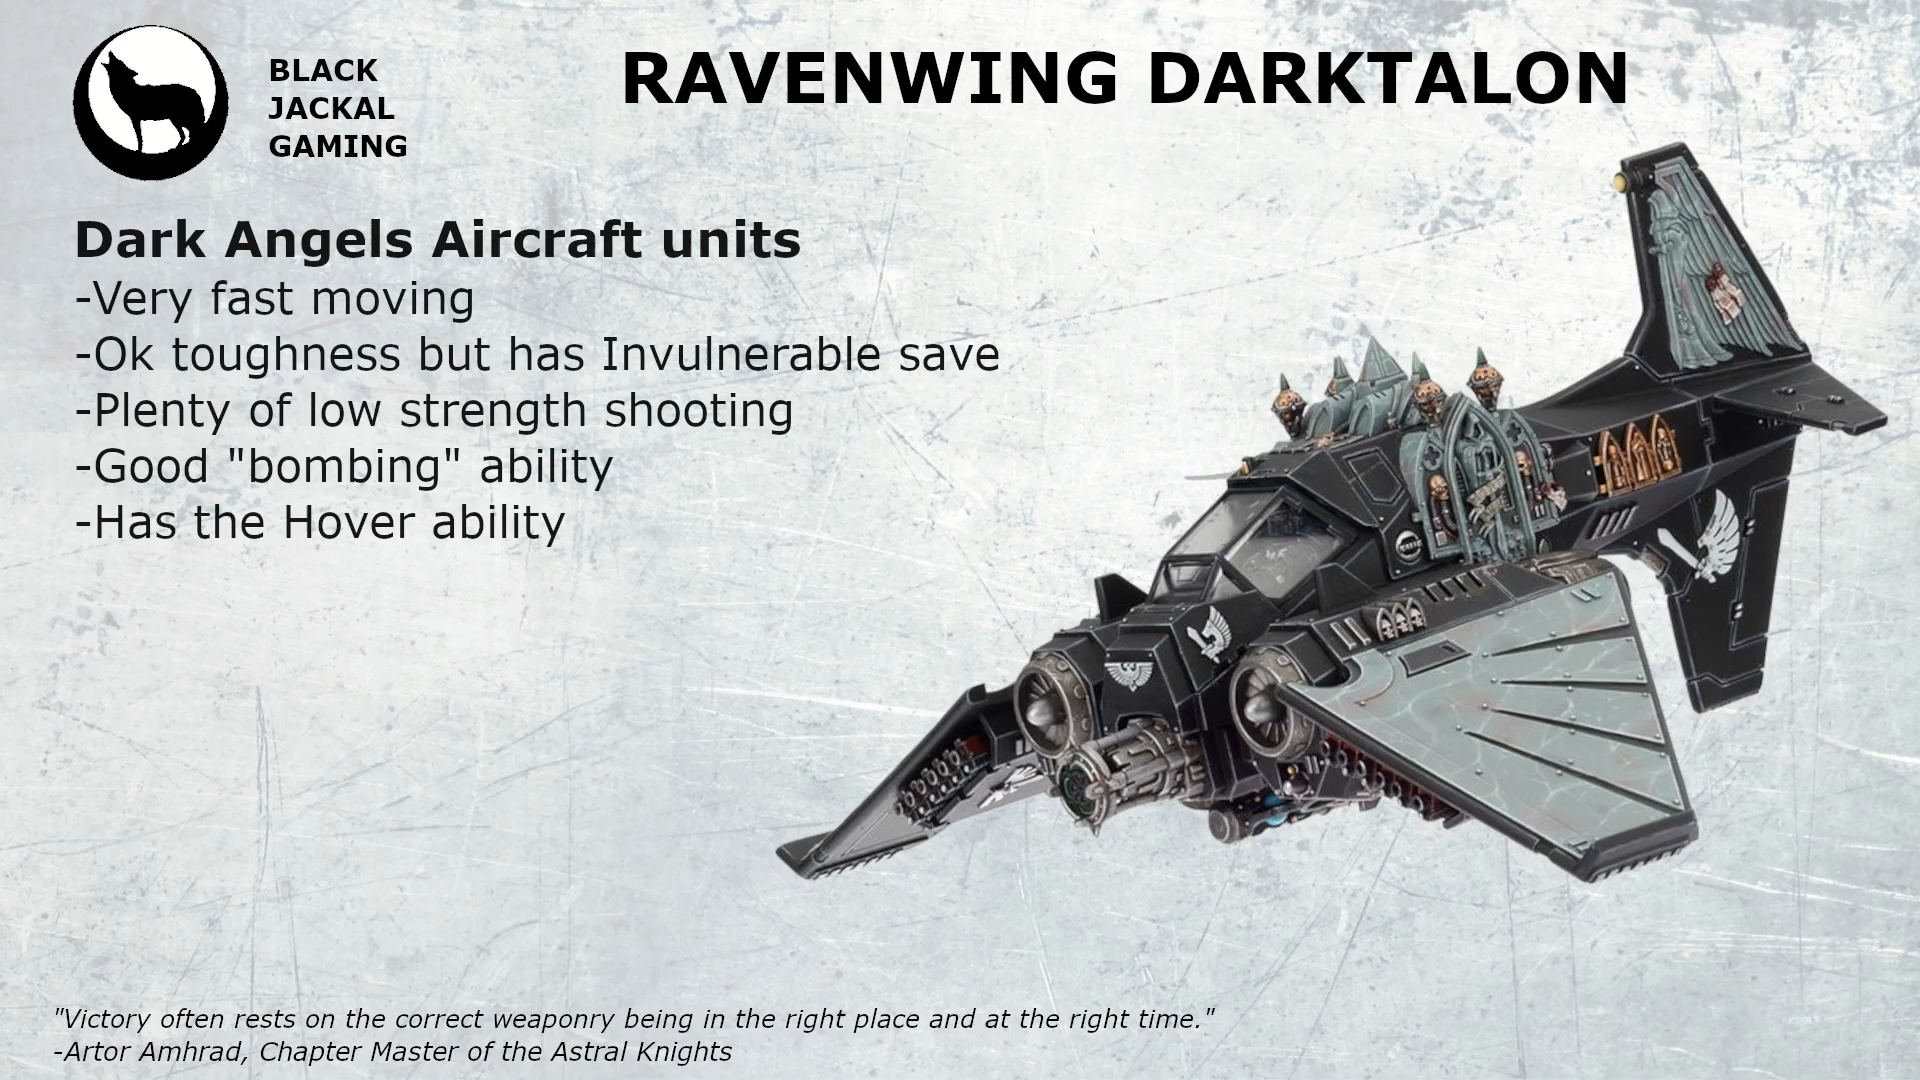 BLACK
JACKAL
GAMING
RAVENWING DARKTALON
Dark Angels Aircraft units
-Very fast moving
-Ok toughness but has Invulnerable save
-Plenty of low strength shooting
-Good "bombing" ability
-Has the Hover ability
"Victory often rests on the correct weaponry being in the right place and at the right time."
-Artor Amhrad, Chapter Master of the Astral Knights